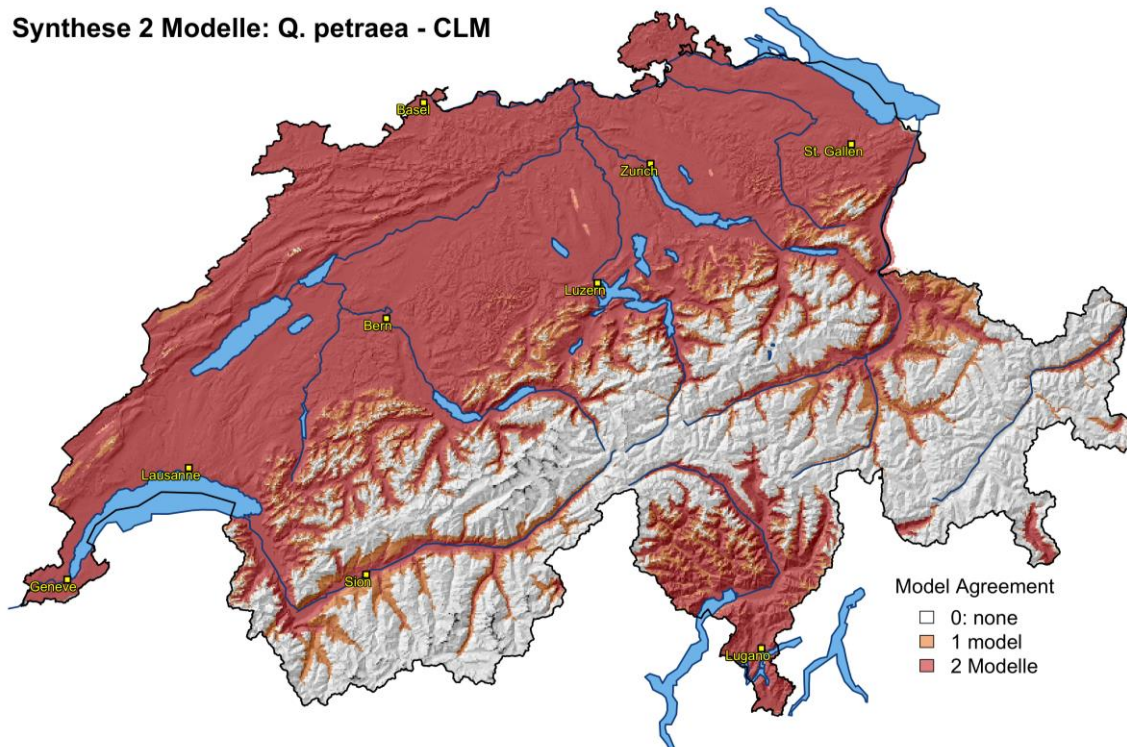 Synthese 2 Modelle: Q. petraea - CLM
Basel
St. Gallen
Zurich
Luzern
Bern
Lausanne
Geneve
Sion
Lugano
Model Agreement
0: none
1 model
2 Modelle